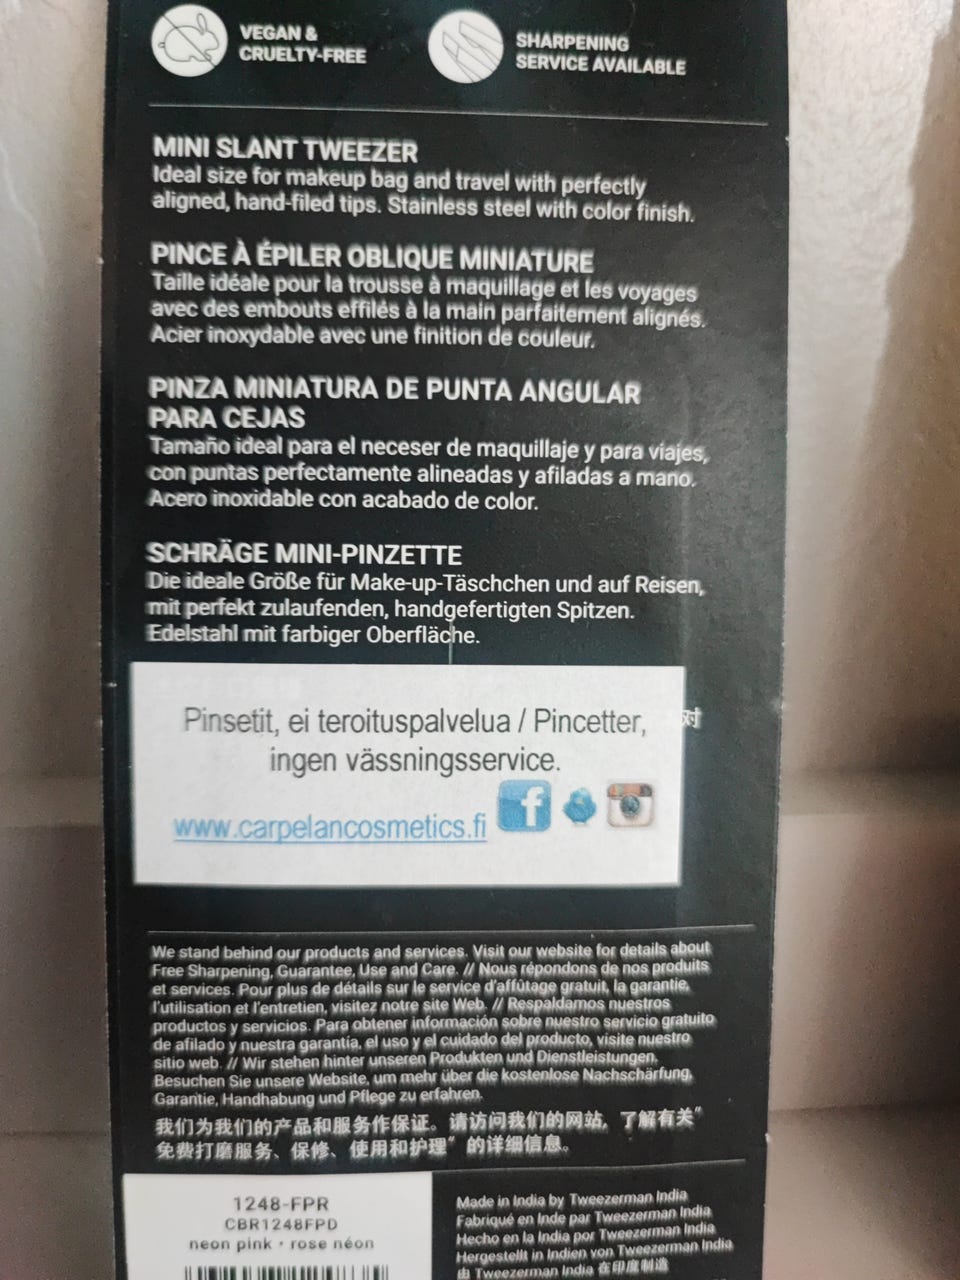 VEGAN &
CRUELTY-FREE
SHARPENING
SERVICE AVAILABLE
MINI SLANT TWEEZER
Ideal size for makeup bag and travel with perfectly
aligned, hand-filed tips. Stainless steel with color finish.
PINCE À ÉPILER OBLIQUE MINIATURE
Taille idéale pour la trousse à maquillage et les voyages
avec des embouts effilés à la main parfaitement alignés.
Acier inoxydable avec une finition de couleur.
PINZA MINIATURA DE PUNTA ANGULAR
PARA CEJAS
Tamaño ideal para el neceser de maquillaje y para viajes,
con puntas perfectamente alineadas y afiladas a mano.
Acero inoxidable con acabado de color.
SCHRÄGE MINI-PINZETTE
Die ideale Größe für Make-up-Täschchen und auf Reisen,
mit perfekt zulaufenden, handgefertigten Spitzen.
Edelstahl mit farbiger Oberfläche.
Pinsetit, ei teroituspalvelua / Pincetter,
ingen vässningsservice.
www.carpelancosmetics.fi
We stand behind our products and services. Visit our website for details about
Free Sharpening, Guarantee, Use and Care. // Nous répondons de nos produits
et services. Pour plus de détails sur le service d'affûtage gratuit, la garantie,
l'utilisation et l'entretien, visitez notre site Web. // Respaldamos nuestros
productos y servicios. Para obtener información sobre nuestro servicio gratuito
de afilado y nuestra garantía, el uso y el cuidado del producto, visite nuestro
sitio web. // Wir stehen hinter unseren Produkten und Dienstleistungen.
Besuchen Sie unsere Website, um mehr über die kostenlose Nachschärfung,
Garantie, Handhabung und Pflege zu erfahren.
我们为我们的产品和服务作保证。请访问我们的网站，了解有关"
免费打磨服务、保修、使用和护理"的详细信息。
1248-FPR
CBR1248FPD
neon pink • rose néon
Made in India by Tweezerman India
Fabriqué en Inde par Tweezerman India
Hecho en la India por Tweezerman India
Hergestellt in Indien von Tweezerman India
由 Tweezerman India 在印度制造